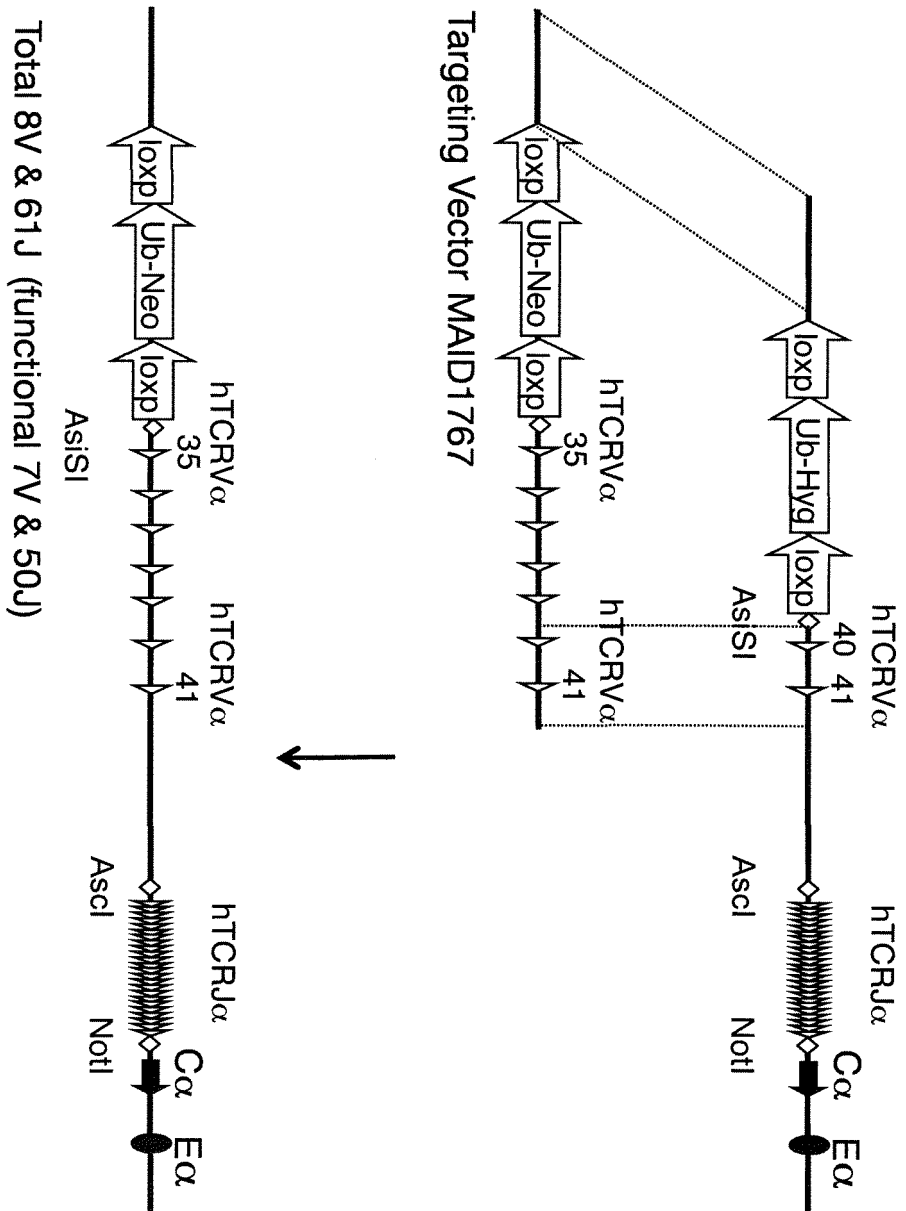 hTCRVα hTCRJα
40 41 Cα Eα
loxp Ub-Hyg loxp
AsiSI AscI NotI
hTCRVα hTCRVα
35 41
loxp Ub-Neo loxp
Targeting Vector MAID1767
hTCRVα hTCRVα hTCRJα
35 41 Cα Eα
loxp Ub-Neo loxp
AsiSI AscI NotI
Total 8V & 61J (functional 7V & 50J)